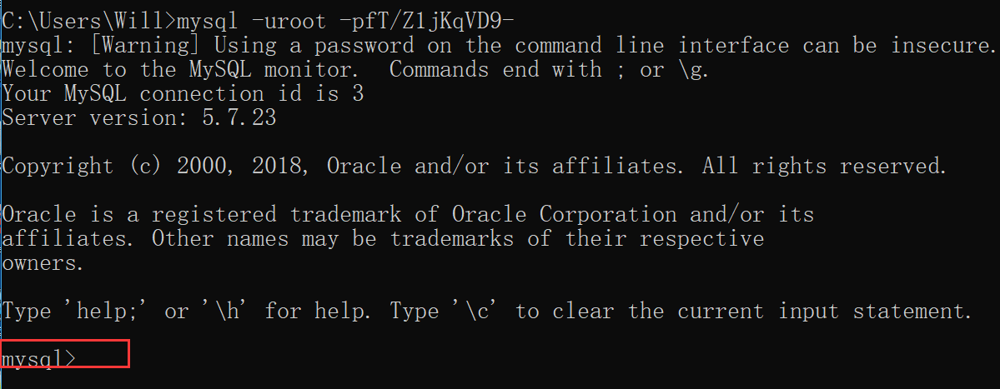 C:\Users\Will>mysql -uroot -pfT/Z1jKqVD9-
mysql: [Warning] Using a password on the command line interface can be insecure.
Welcome to the MySQL monitor.  Commands end with ; or \g.
Your MySQL connection id is 3
Server version: 5.7.23
Copyright (c) 2000, 2018, Oracle and/or its affiliates. All rights reserved.
Oracle is a registered trademark of Oracle Corporation and/or its
affiliates. Other names may be trademarks of their respective
owners.
Type 'help;' or '\h' for help. Type '\c' to clear the current input statement.
mysql>